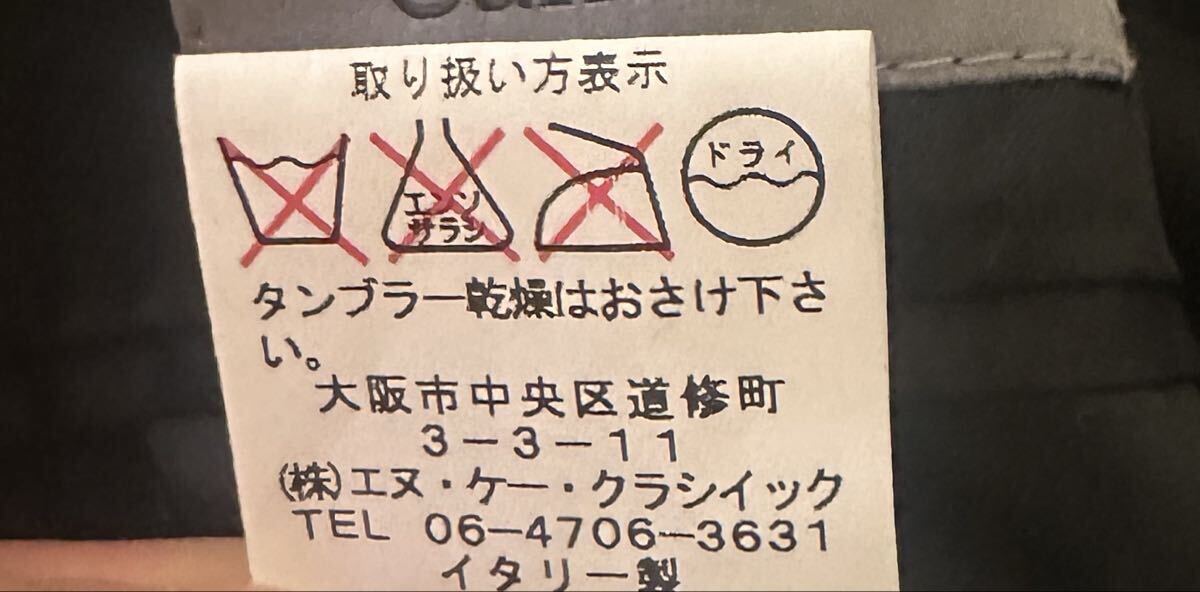 取り扱い方表示
エンソ
サラシ
ドライ
タンブラー乾燥はおさけ下さ
い。
大阪市中央区道修町
3-3-11
(株)エヌ・ケー・クラシイック
TEL 06-4706-3631
イタリー製